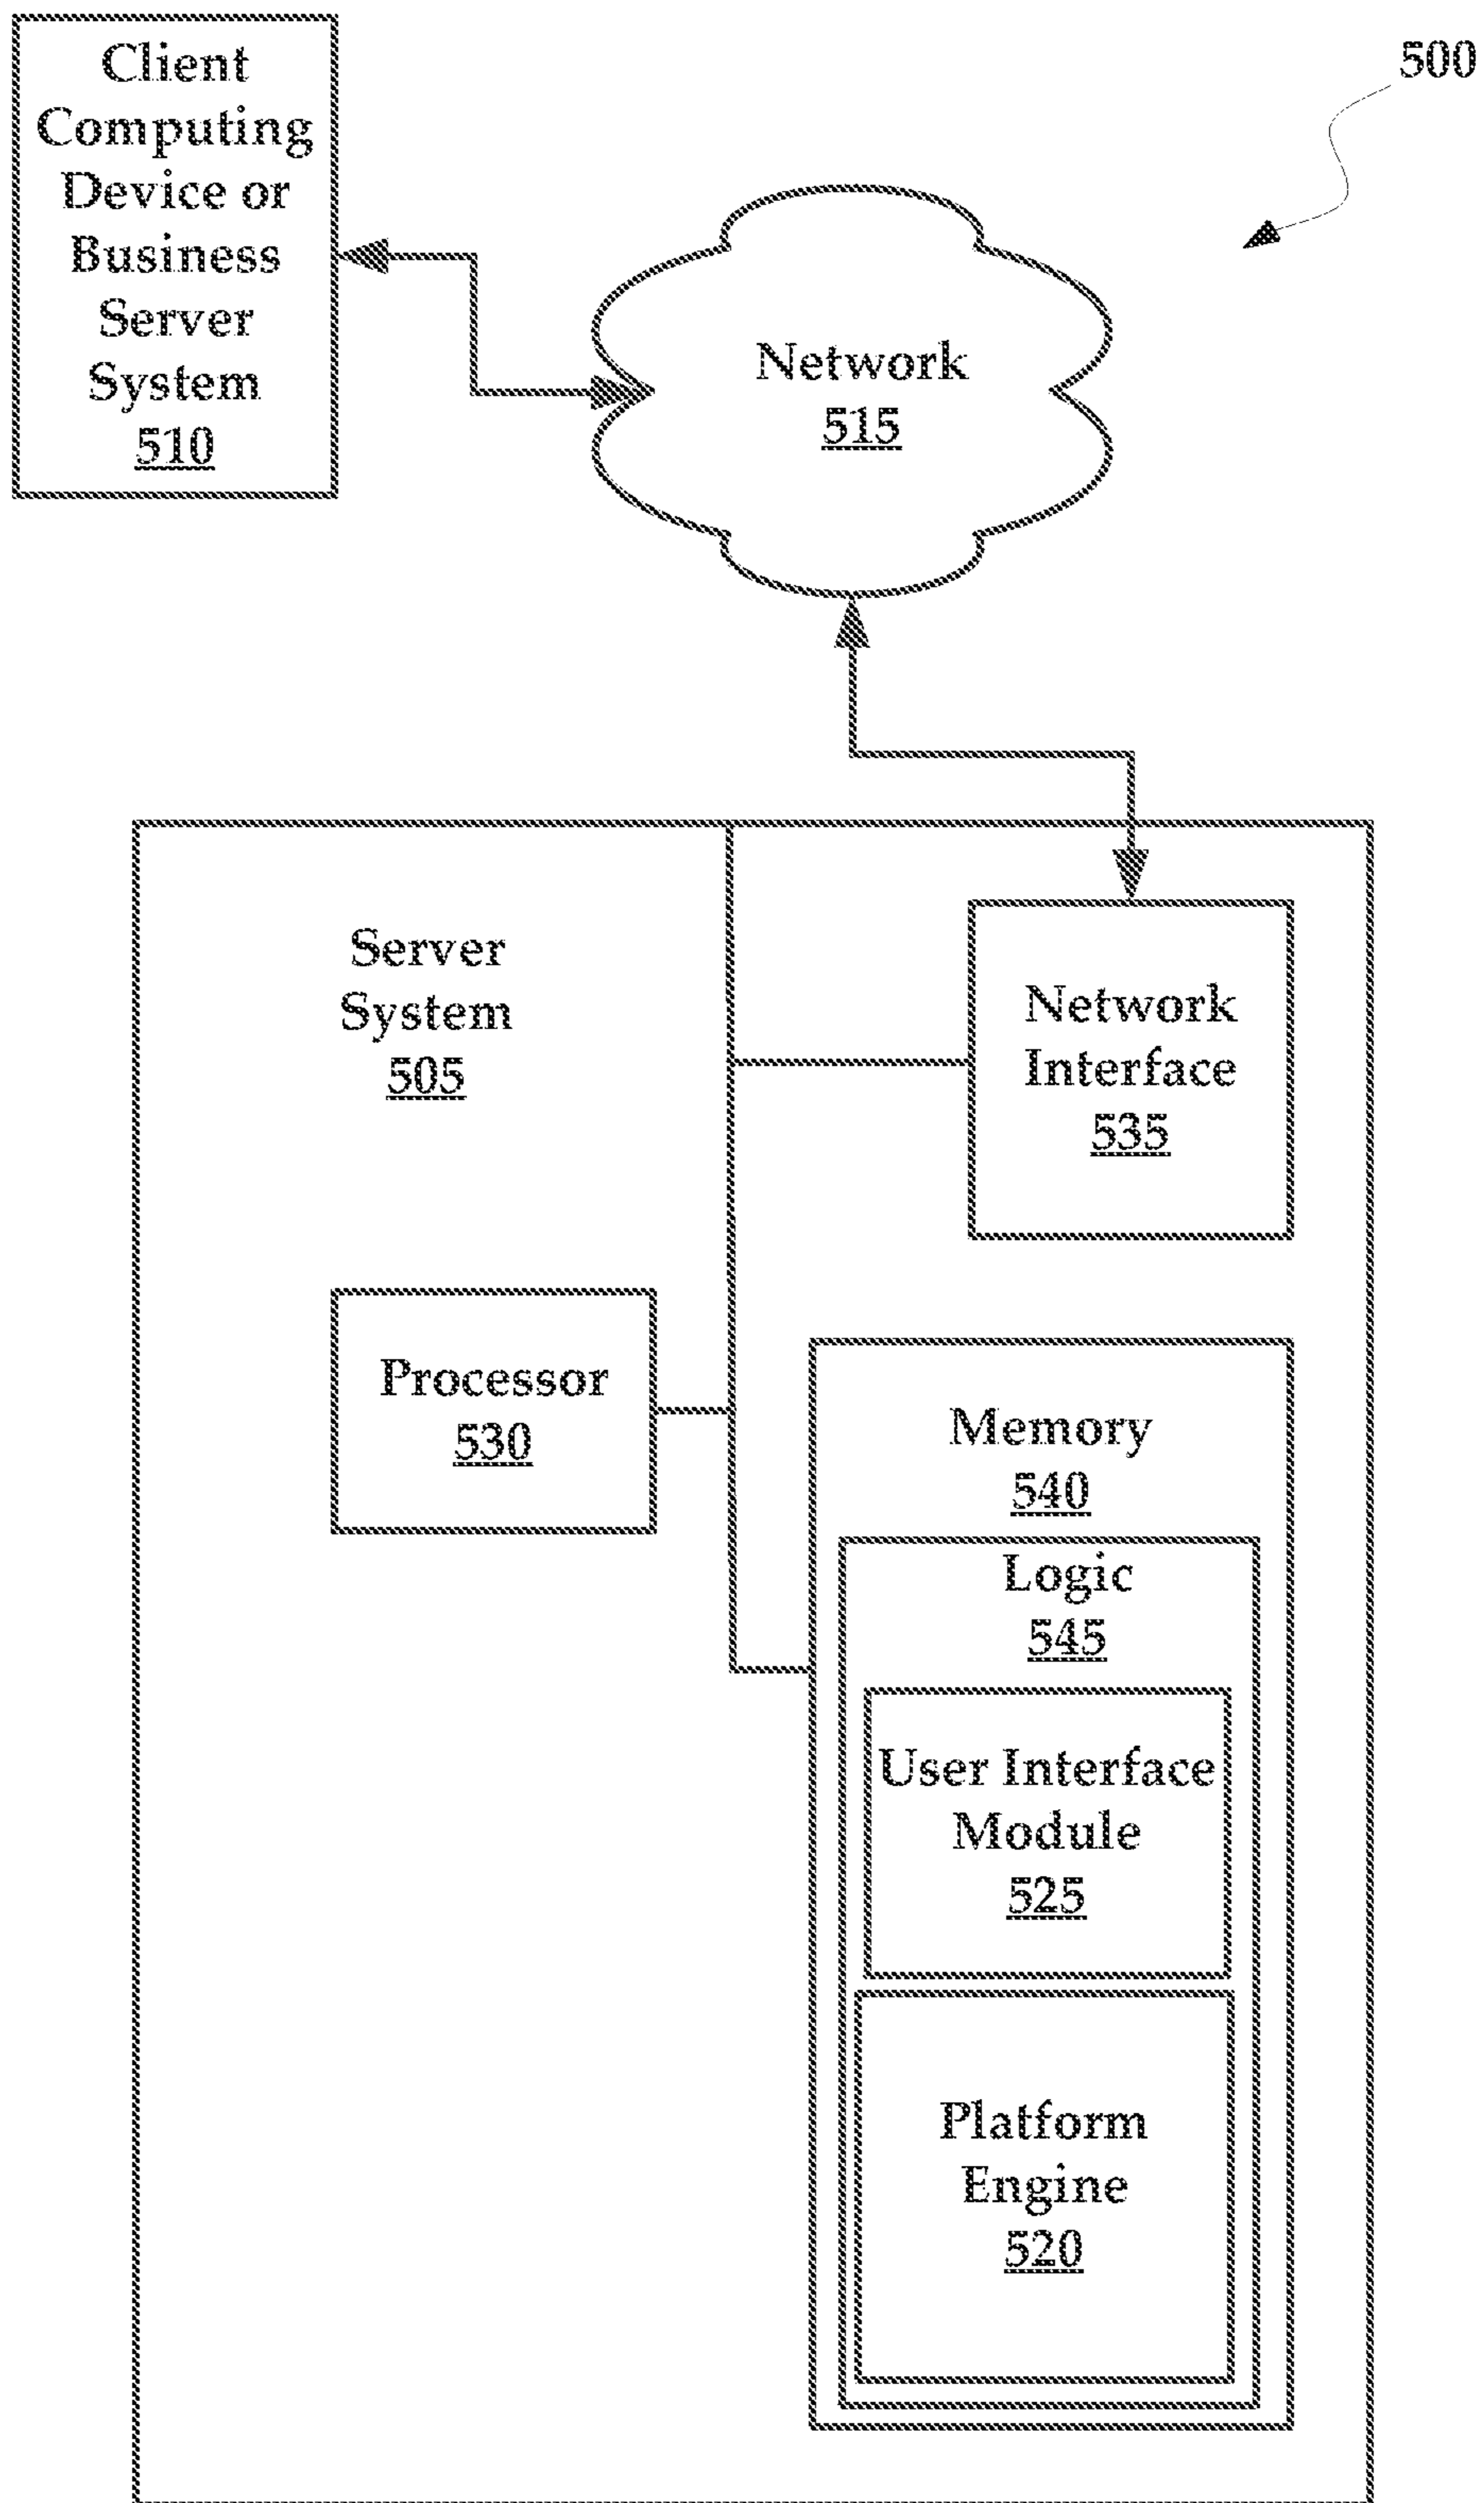 Client
Computing
Device or
Business
Server
System
510
500
Network
515
Server
System
505
Network
Interface
535
Processor
530
Memory
540
Logic
545
User Interface
Module
525
Platform
Engine
520